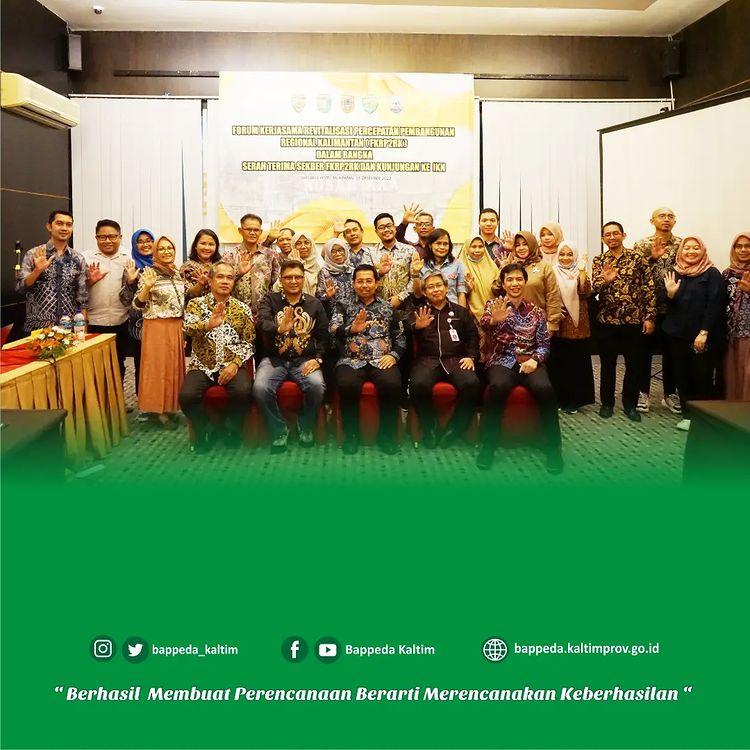 FORUM KERJASAMA REVITALISASI PERCEPATAN PEMBANGUNAN
REGIONAL KALIMANTAN (FKRP2RK)
DALAM RANGKA
SERAH TERIMA SEKBER FKRP2RK DAN KUNJUNGAN KE IKN
bappeda_kaltim
Bappeda Kaltim
bappeda.kaltimprov.go.id
“ Berhasil Membuat Perencanaan Berarti Merencanakan Keberhasilan “